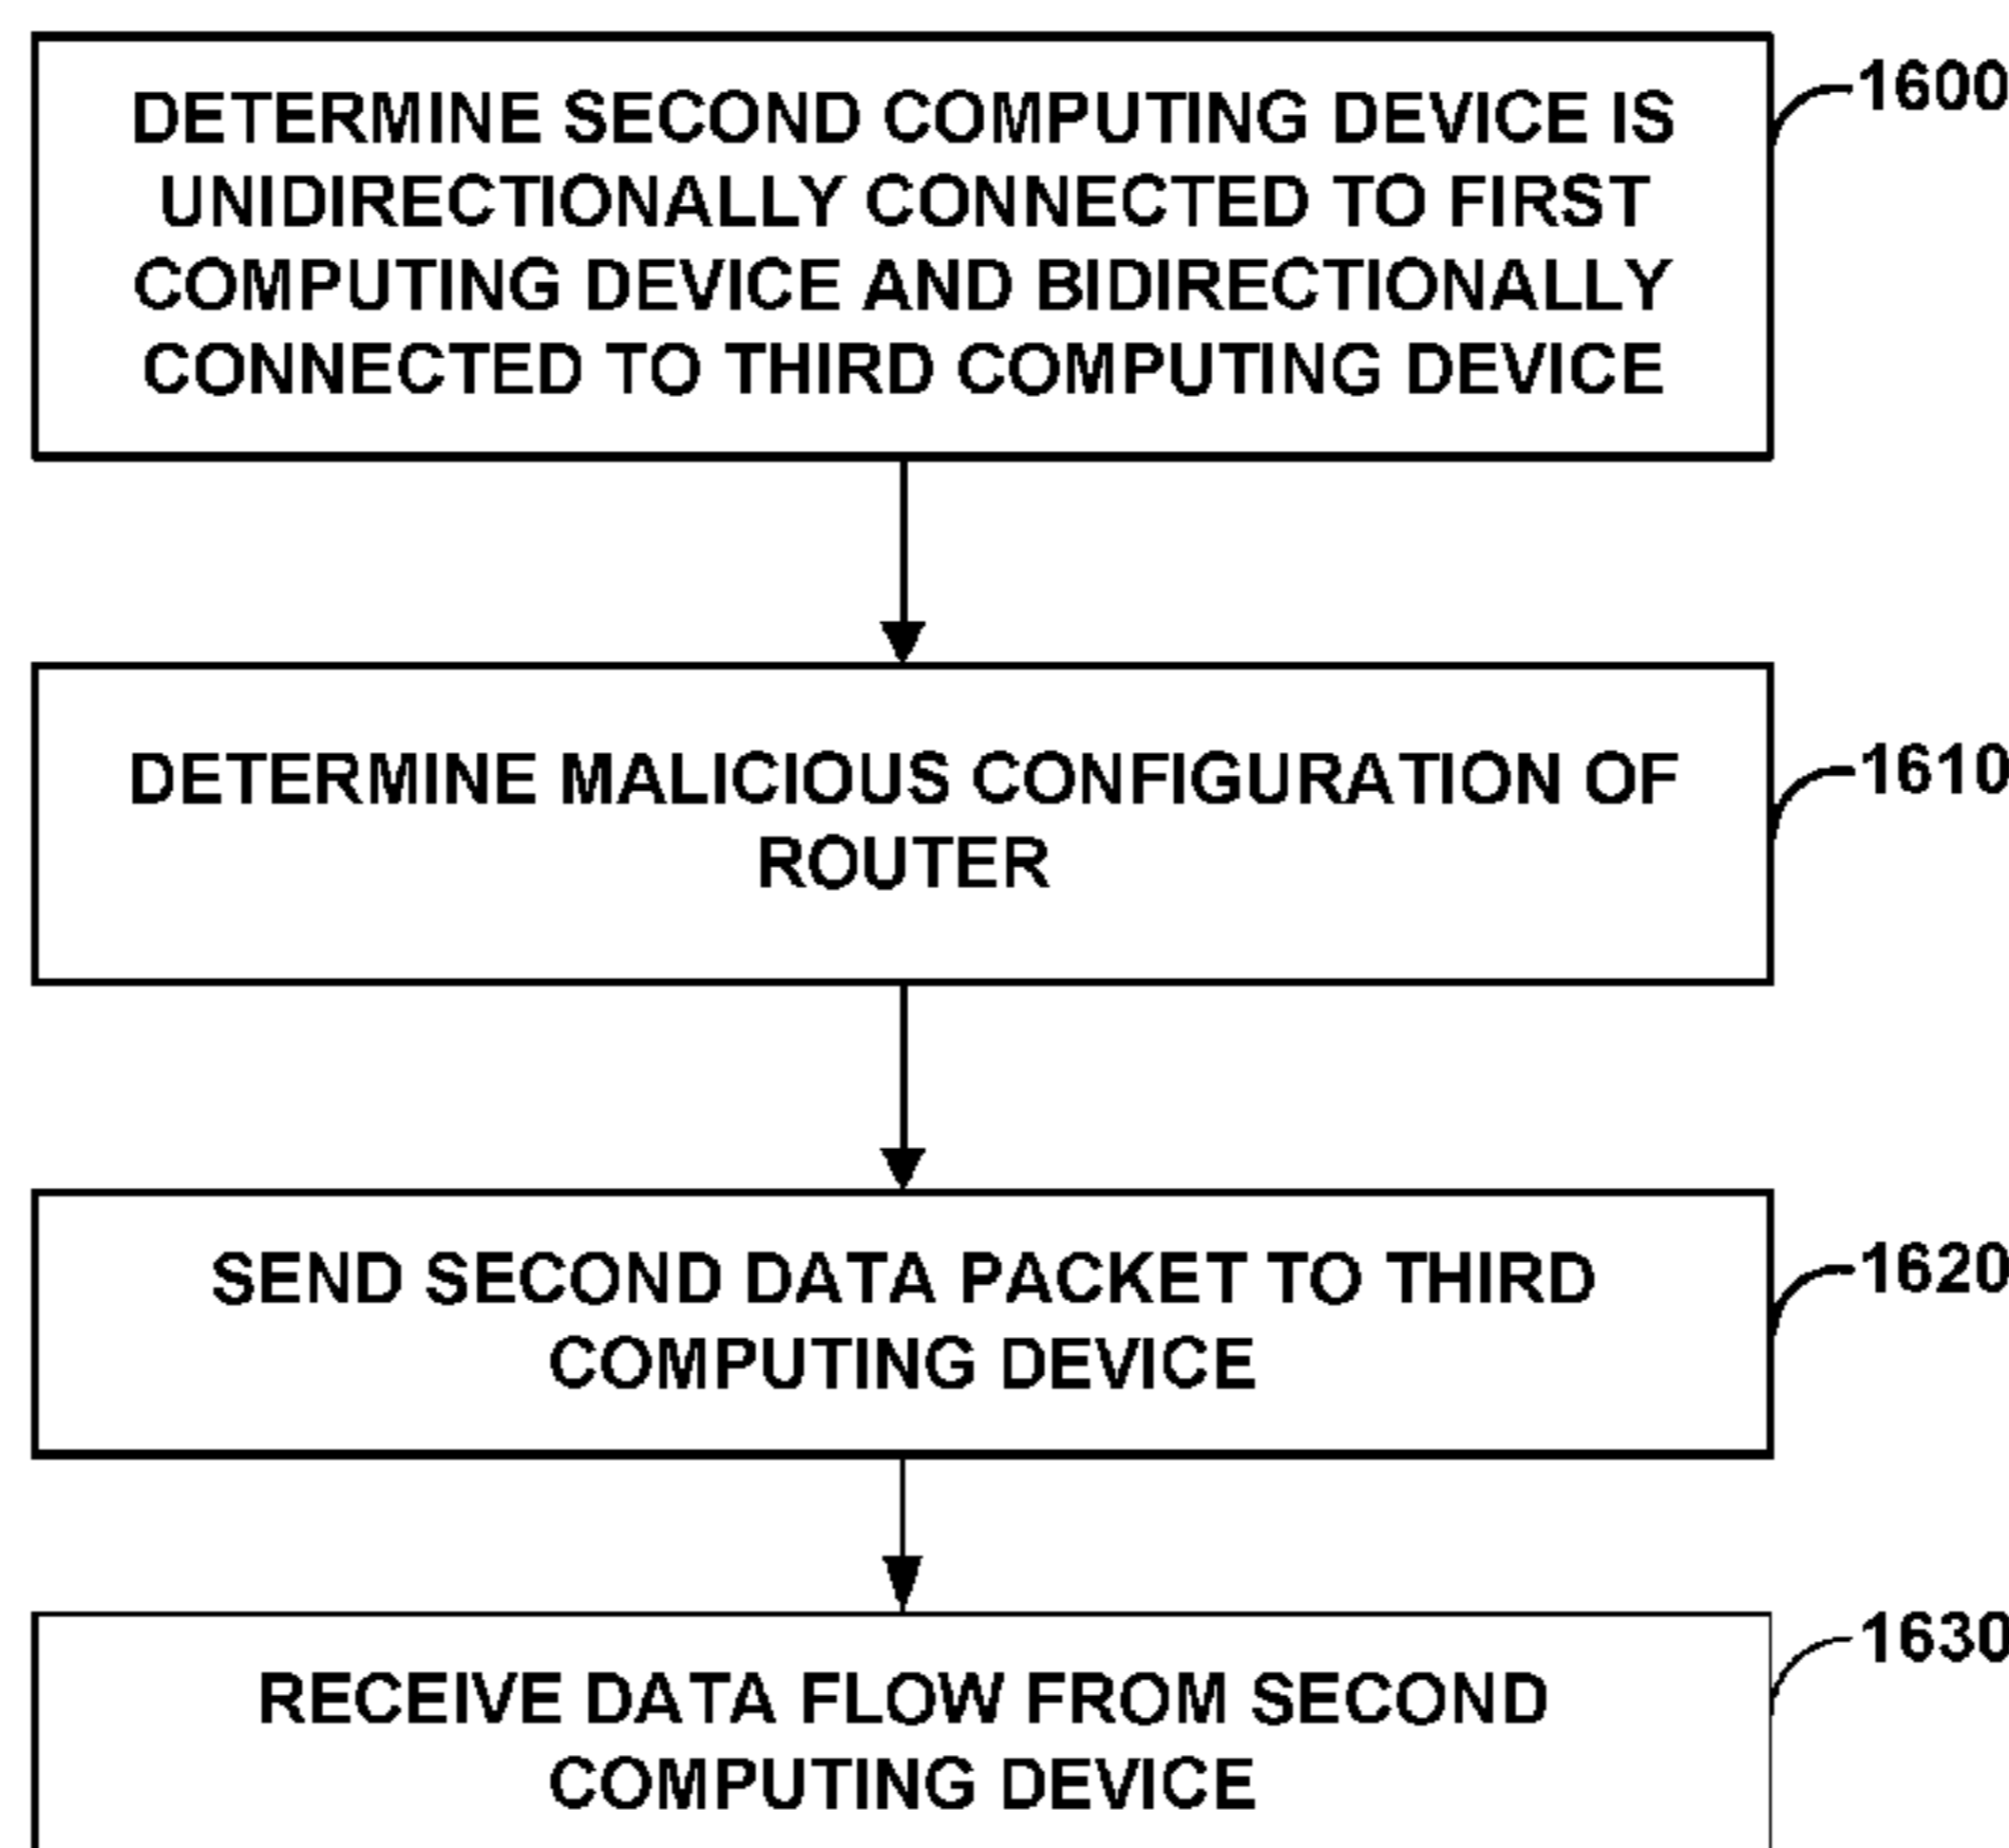 DETERMINE SECOND COMPUTING DEVICE IS
UNIDIRECTIONALLY CONNECTED TO FIRST
COMPUTING DEVICE AND BIDIRECTIONALLY
CONNECTED TO THIRD COMPUTING DEVICE
1600
DETERMINE MALICIOUS CONFIGURATION OF
ROUTER
1610
SEND SECOND DATA PACKET TO THIRD
COMPUTING DEVICE
1620
RECEIVE DATA FLOW FROM SECOND
COMPUTING DEVICE
1630